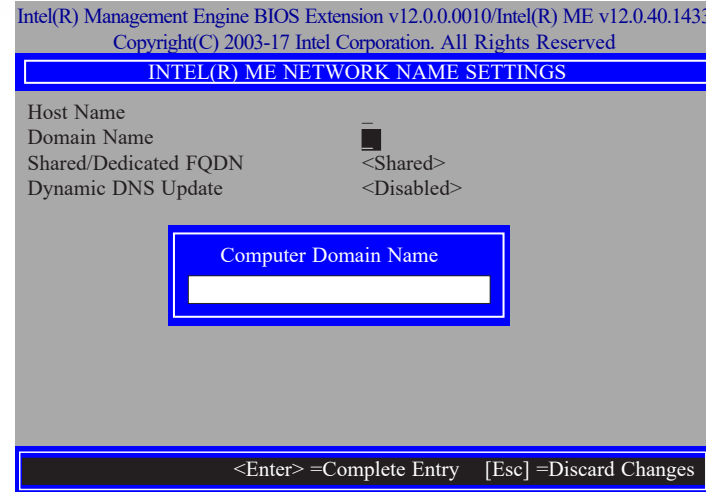 Intel(R) Management Engine BIOS Extension v12.0.0.0010/Intel(R) ME v12.0.40.1433
Copyright(C) 2003-17 Intel Corporation. All Rights Reserved
INTEL(R) ME NETWORK NAME SETTINGS
Host Name _
Domain Name _
Shared/Dedicated FQDN <Shared>
Dynamic DNS Update <Disabled>
Computer Domain Name
<Enter> =Complete Entry [Esc] =Discard Changes